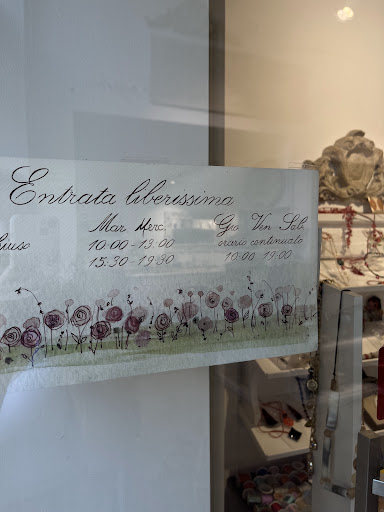 Entrata liberissima
Mar Merc. Gio Ven Sab.
10:00-13:00 orario continuato
15:30-19:30 10:00 19:00